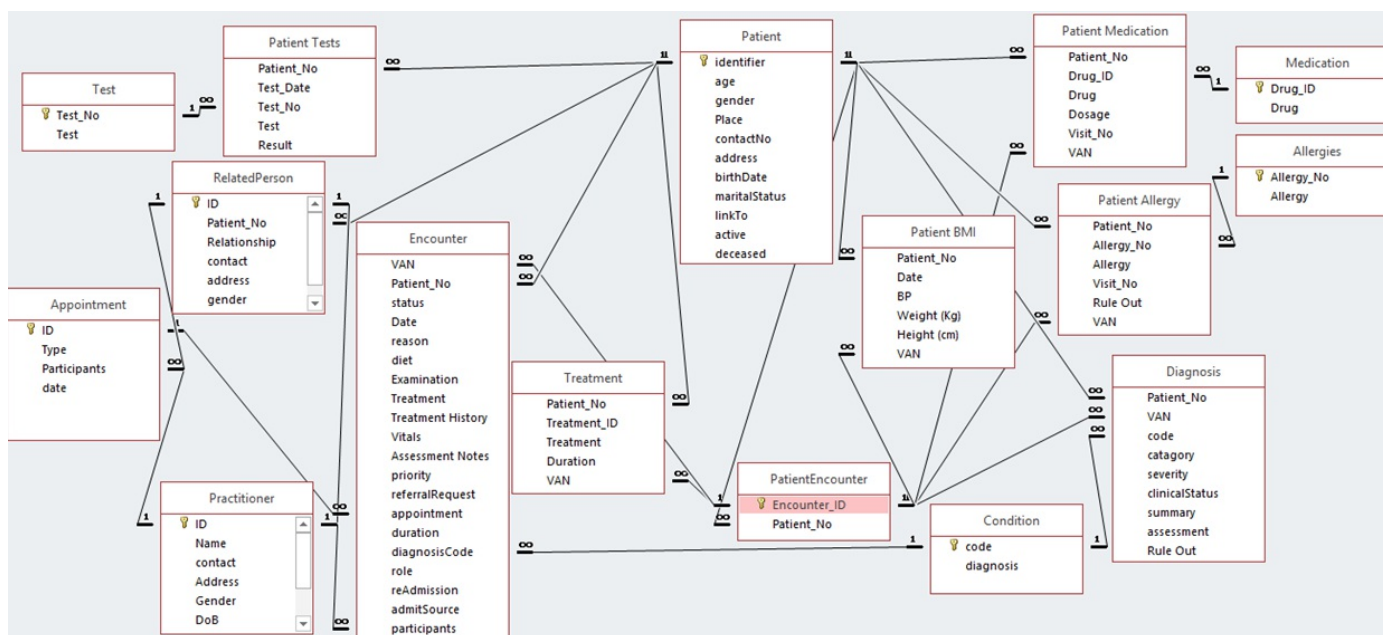 Test
Test_No
Test
Patient Tests
Patient_No
Test_Date
Test_No
Test
Result
RelatedPerson
ID
Patient_No
Relationship
contact
address
gender
Appointment
ID
Type
Participants
date
Practitioner
ID
Name
contact
Address
Gender
DoB
Encounter
VAN
Patient_No
status
Date
reason
diet
Examination
Treatment
Treatment History
Vitals
Assessment Notes
priority
referralRequest
appointment
duration
diagnosisCode
role
reAdmission
admitSource
participants
Treatment
Patient_No
Treatment_ID
Treatment
Duration
VAN
Patient
identifier
age
gender
Place
contactNo
address
birthDate
maritalStatus
linkTo
active
deceased
PatientEncounter
Encounter_ID
Patient_No
Patient BMI
Patient_No
Date
BP
Weight (Kg)
Height (cm)
VAN
Condition
code
diagnosis
Patient Medication
Patient_No
Drug_ID
Drug
Dosage
Visit_No
VAN
Medication
Drug_ID
Drug
Allergies
Allergy_No
Allergy
Patient Allergy
Patient_No
Allergy_No
Allergy
Visit_No
Rule Out
VAN
Diagnosis
Patient_No
VAN
code
catagory
severity
clinicalStatus
summary
assessment
Rule Out